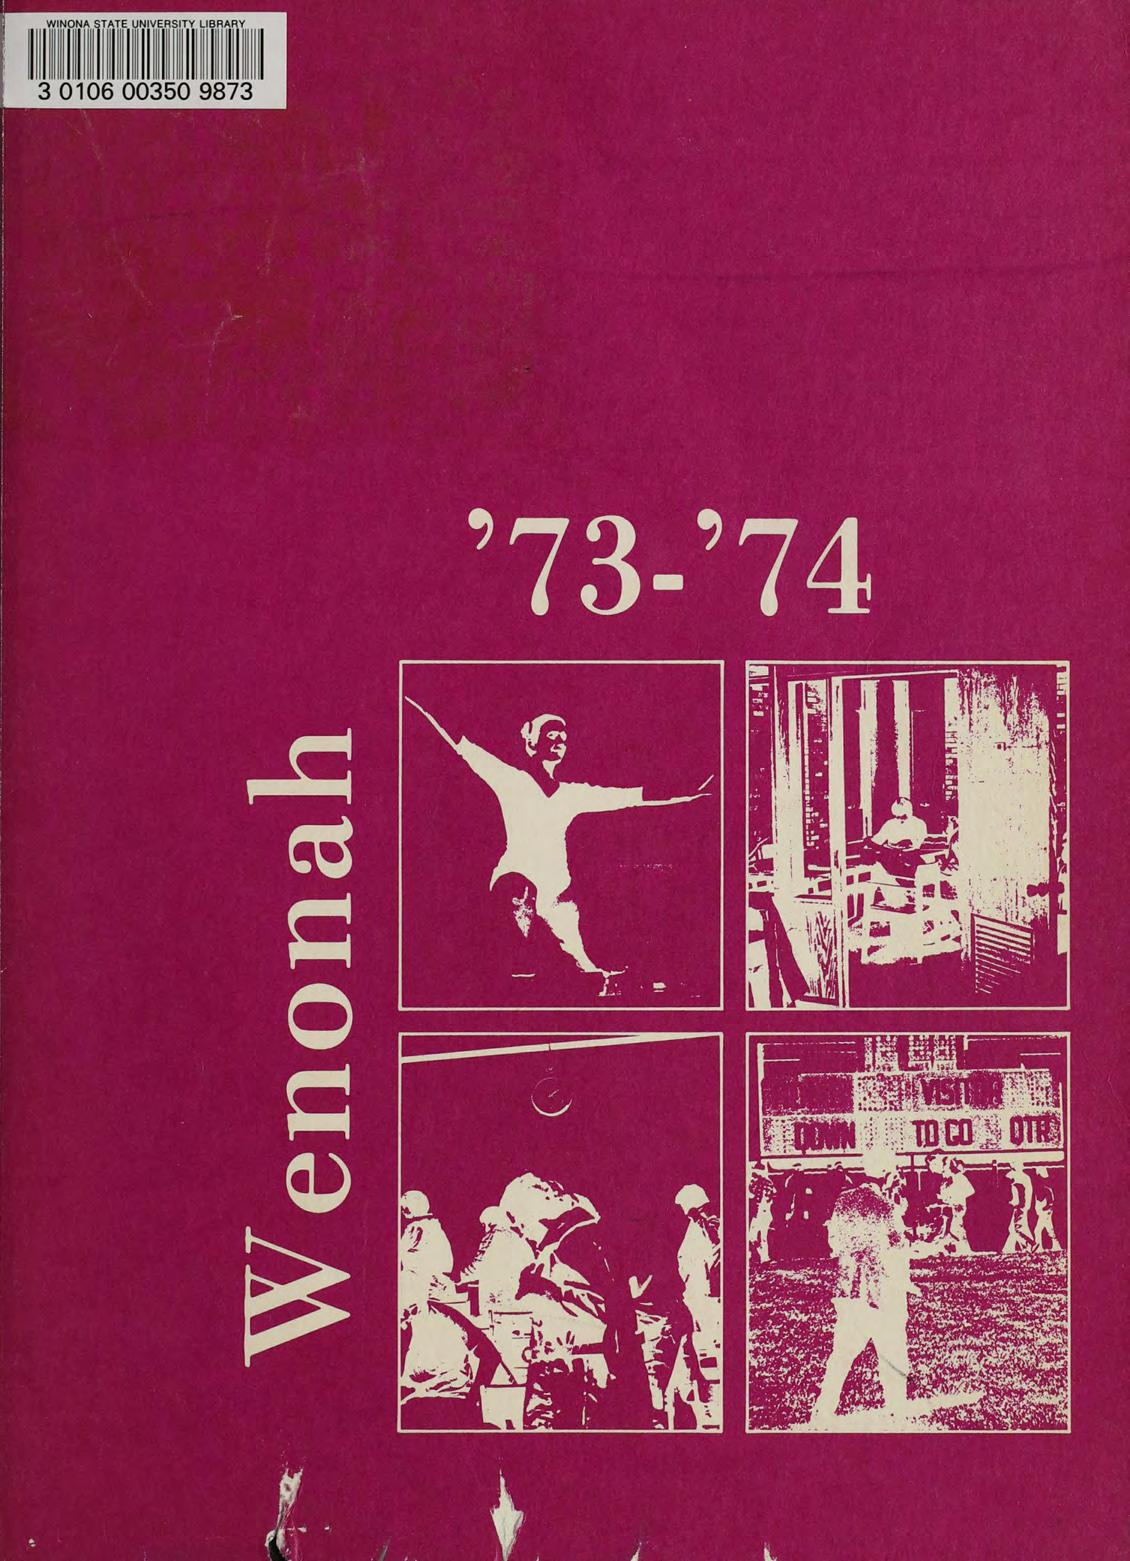 WINONA STATE UNIVERSITY LIBRARY
3 0106 00350 9873
'73-'74
Wenonah
VISITOR
DOWN TO GO QTR